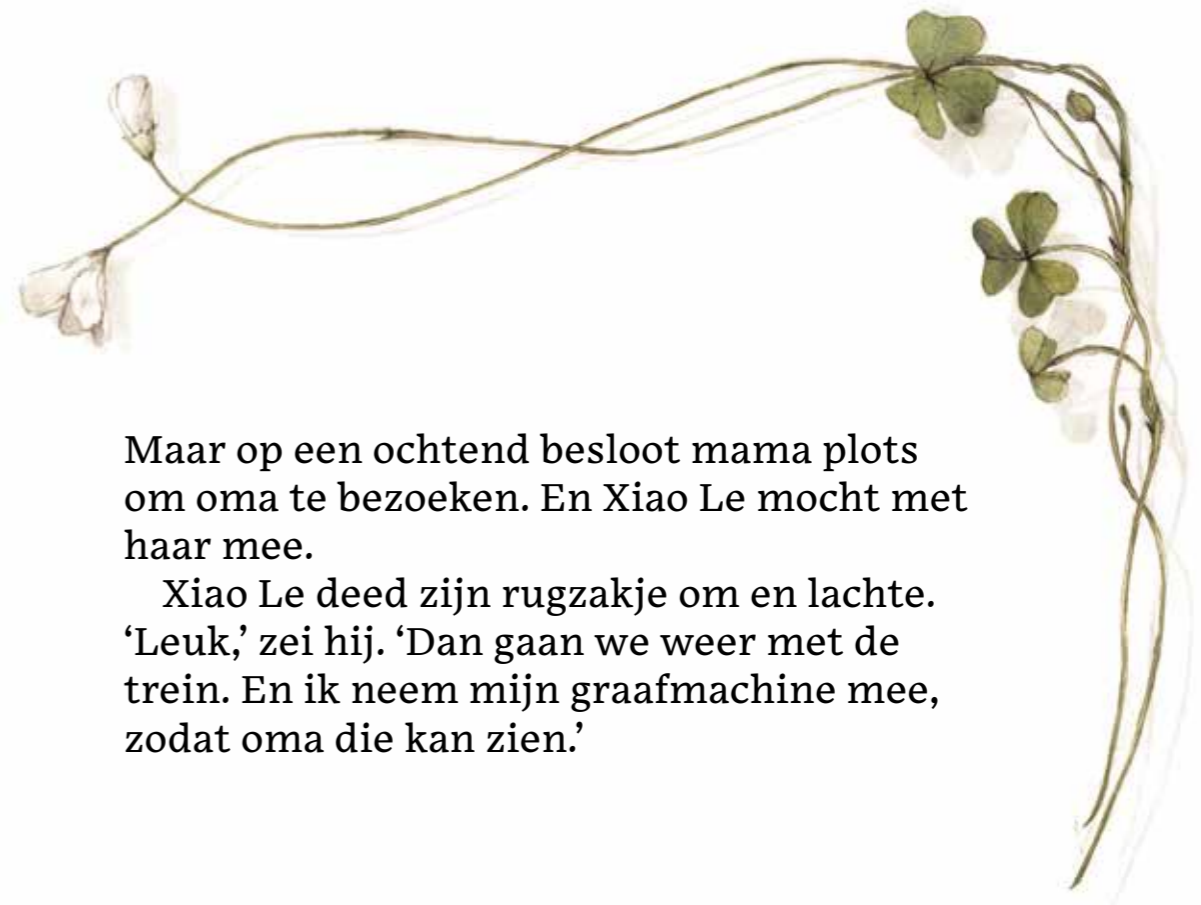 Maar op een ochtend besloot mama plots
om oma te bezoeken. En Xiao Le mocht met
haar mee.
Xiao Le deed zijn rugzakje om en lachte.
‘Leuk,’ zei hij. ‘Dan gaan we weer met de
trein. En ik neem mijn graafmachine mee,
zodat oma die kan zien.’